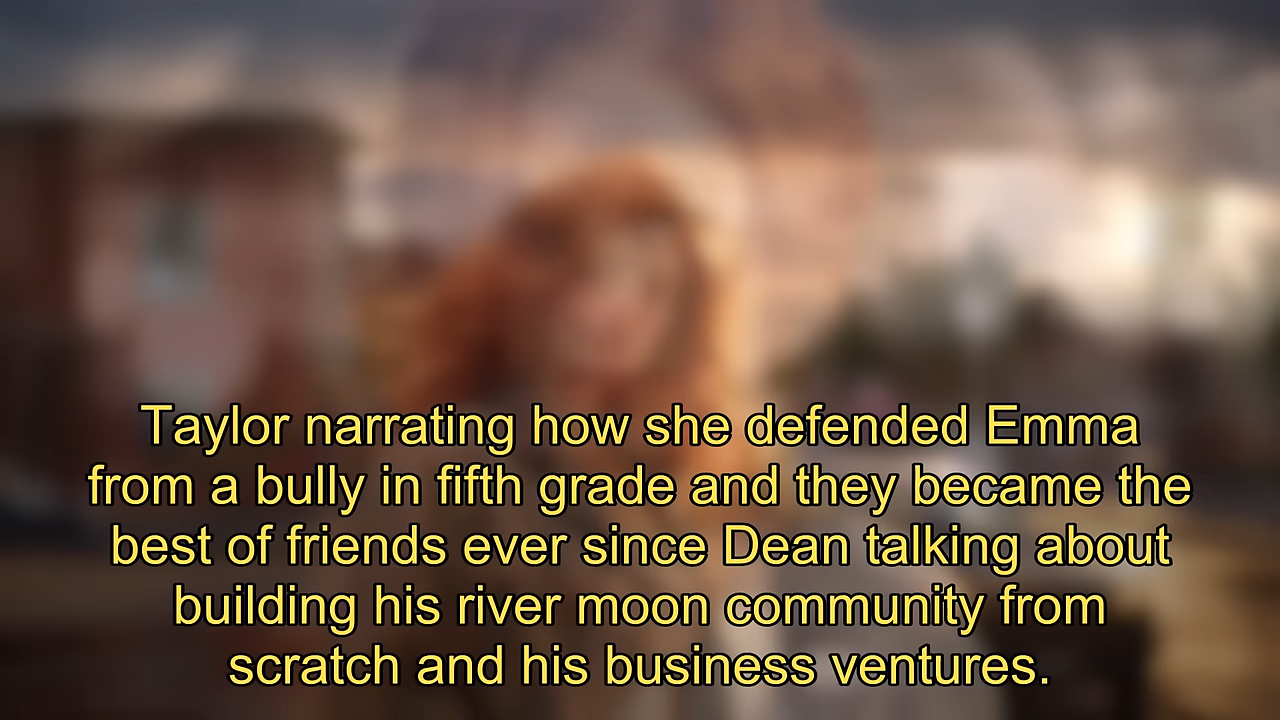 Taylor narrating how she defended Emma
from a bully in fifth grade and they became the
best of friends ever since Dean talking about
building his river moon community from
scratch and his business ventures.